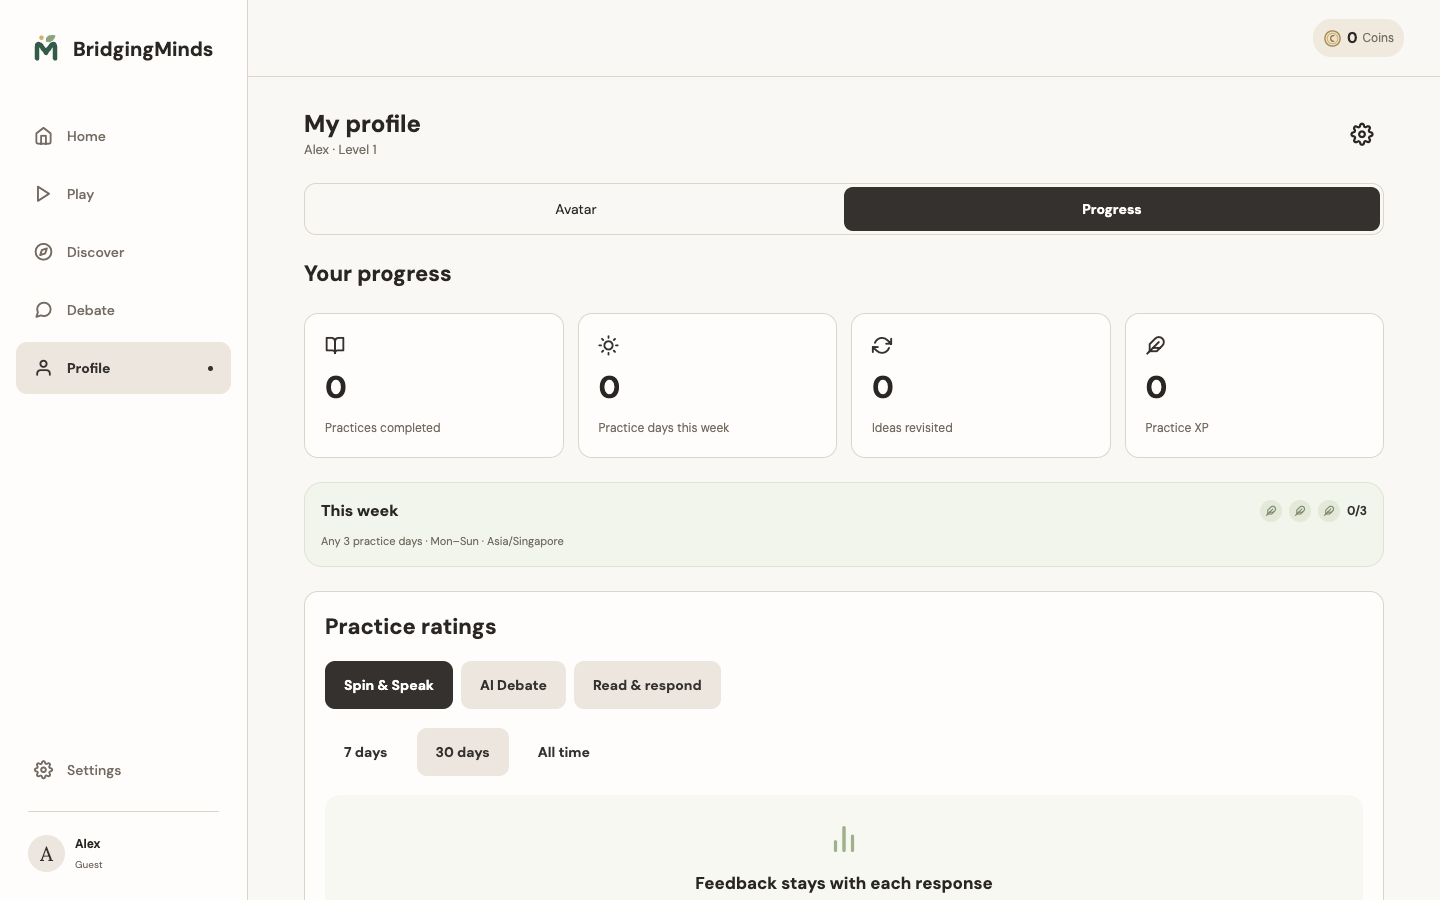 BridgingMinds
0 Coins
Home
Play
Discover
Debate
Profile
Settings
A
Alex
Guest
My profile
Alex · Level 1
Avatar
Progress
Your progress
0
Practices completed
0
Practice days this week
0
Ideas revisited
0
Practice XP
This week
0/3
Any 3 practice days · Mon–Sun · Asia/Singapore
Practice ratings
Spin & Speak
AI Debate
Read & respond
7 days
30 days
All time
Feedback stays with each response